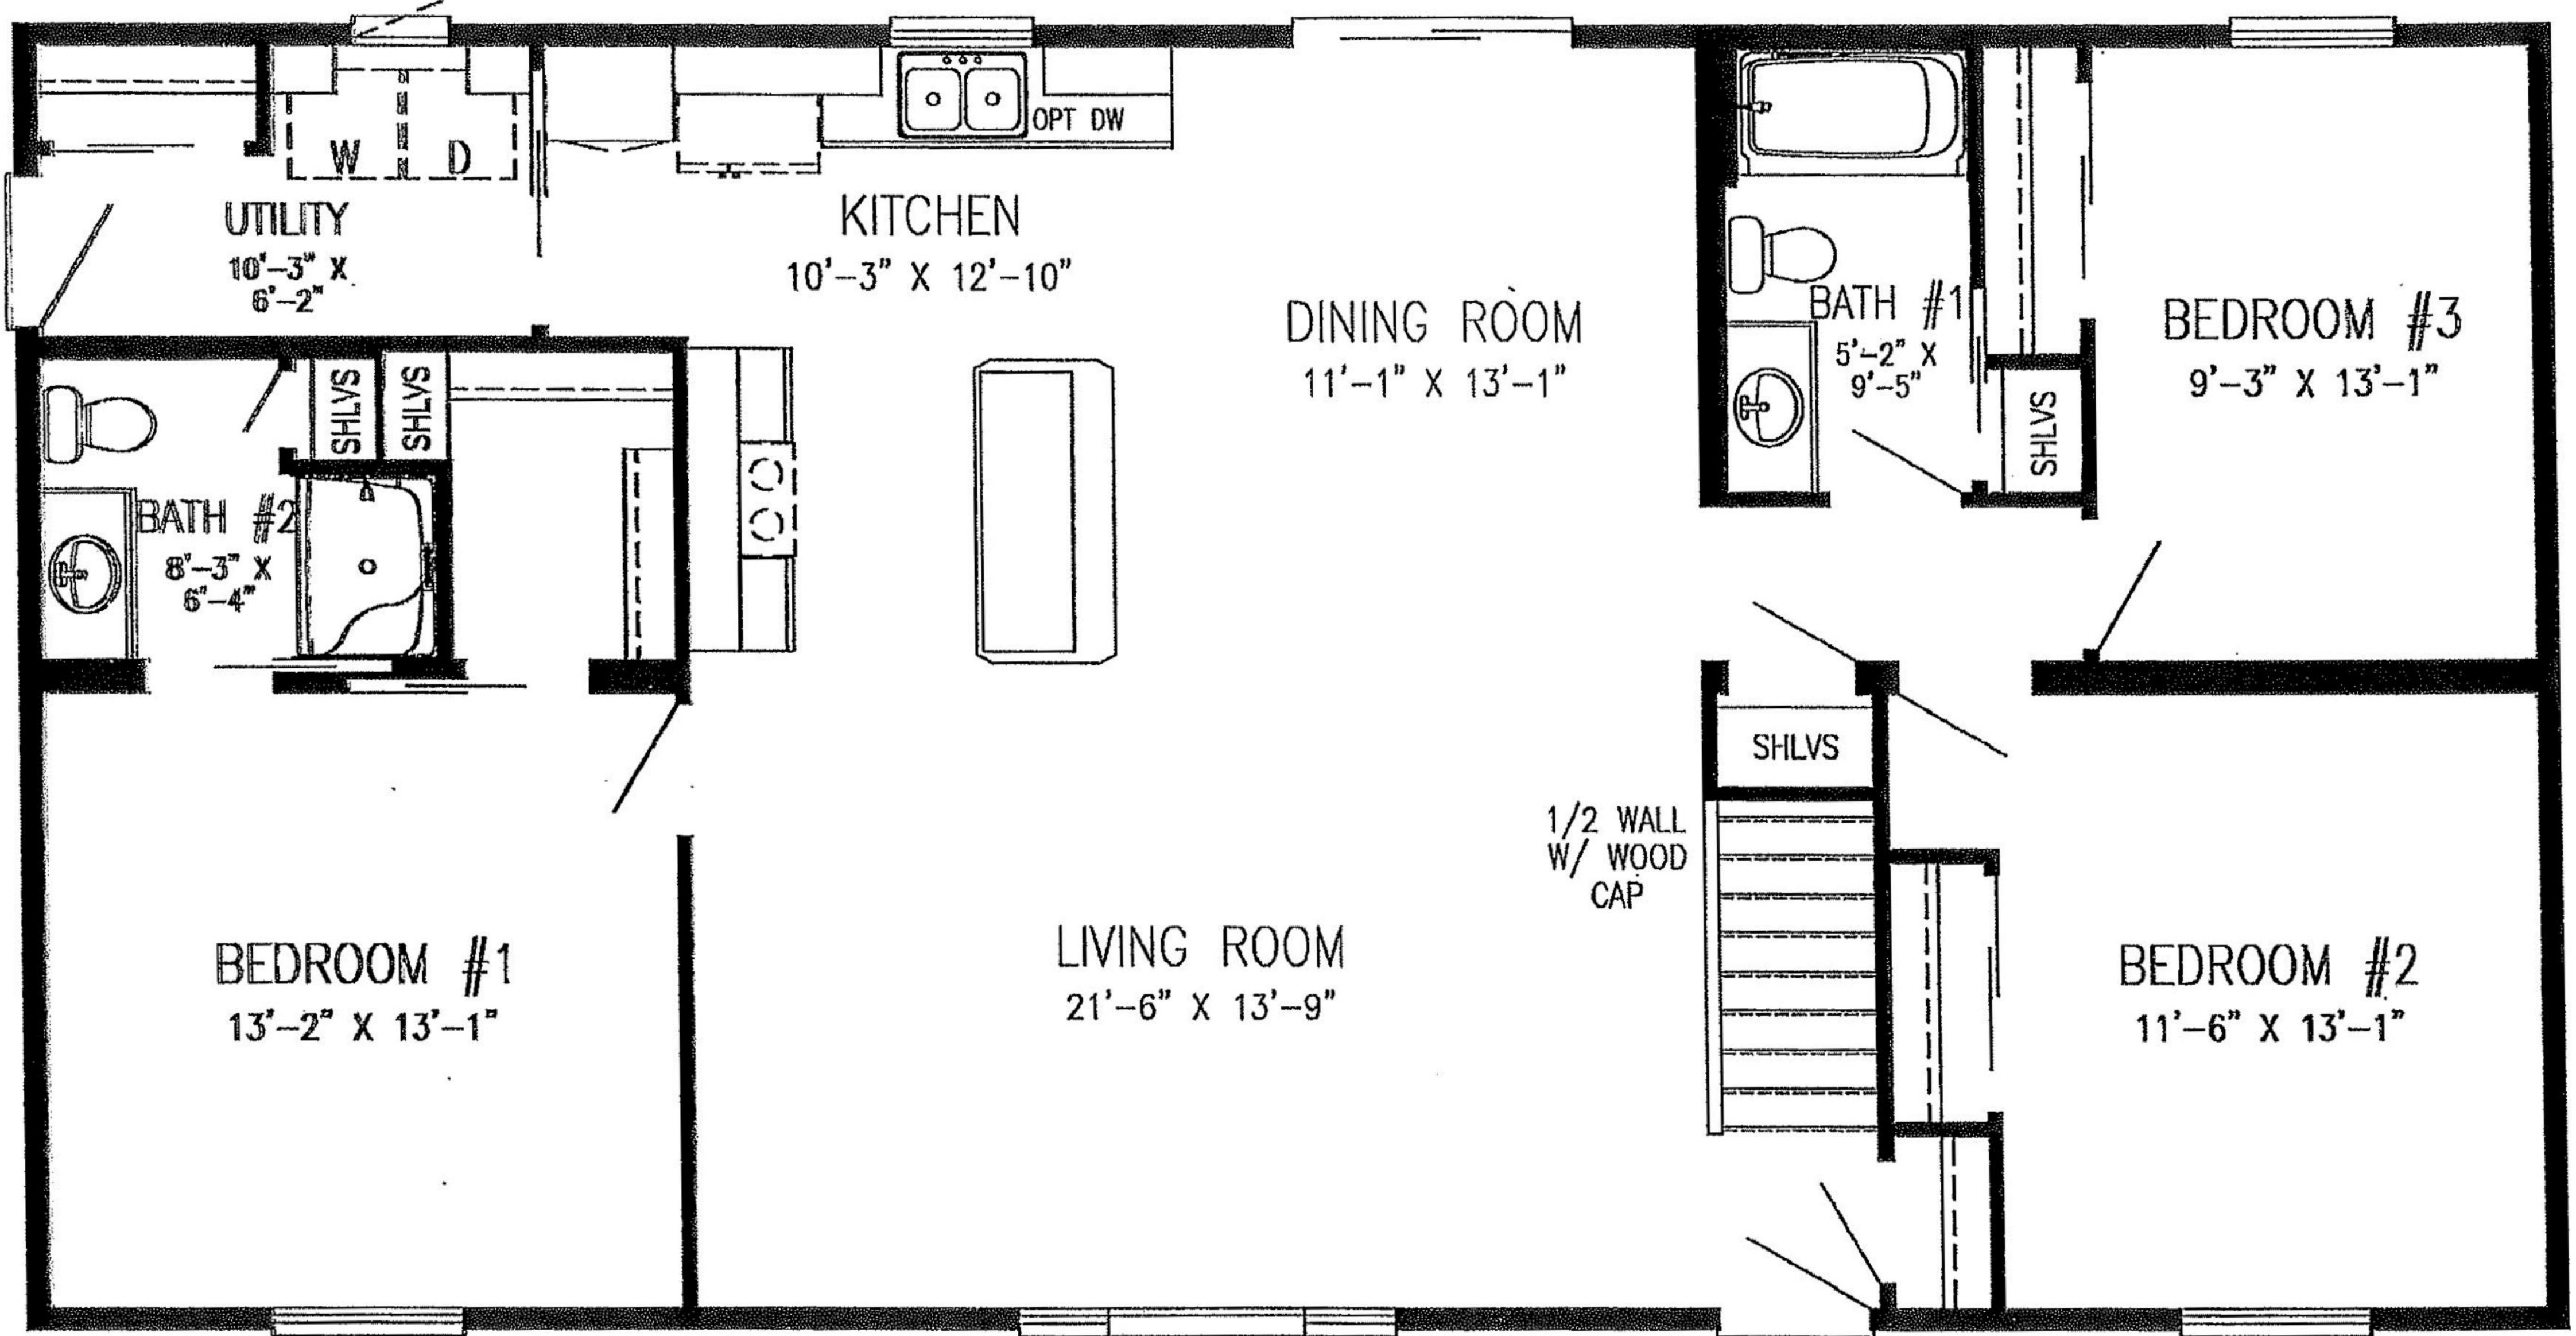 W D
OPT DW
UTILITY
10'-3" X
6'-2"
KITCHEN
10'-3" X 12'-10"
DINING ROOM
11'-1" X 13'-1"
BATH #1
5'-2" X
9'-5"
BEDROOM #3
9'-3" X 13'-1"
SHLVS
SHLVS
SHLVS
BATH #2
8'-3" X
6'-4"
SHLVS
1/2 WALL
W/ WOOD
CAP
BEDROOM #1
13'-2" X 13'-1"
LIVING ROOM
21'-6" X 13'-9"
BEDROOM #2
11'-6" X 13'-1"